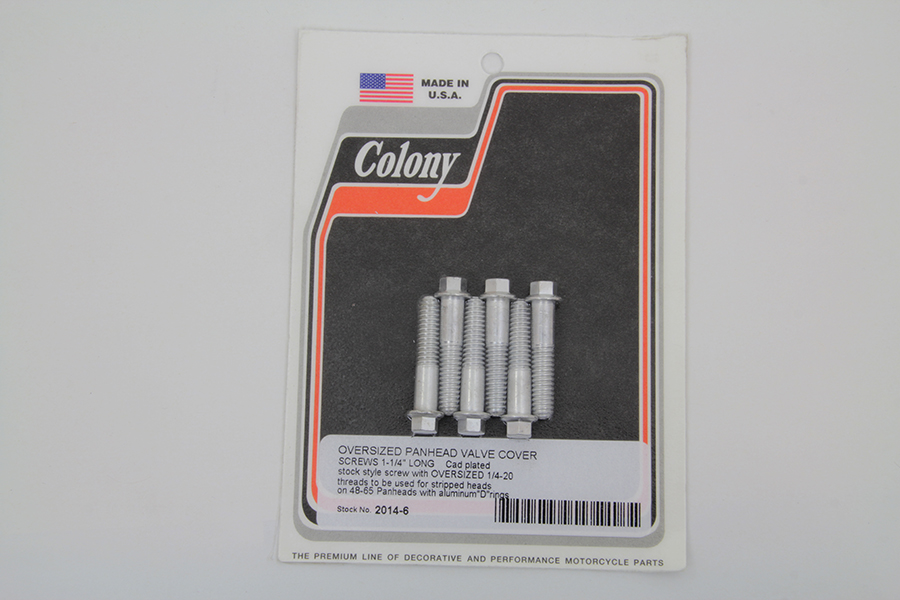 MADE IN
U.S.A.
Colony
OVERSIZED PANHEAD VALVE COVER
SCREWS 1-1/4" LONG Cad plated
stock style screw with OVERSIZED 1/4-20
threads to be used for stripped heads
on 48-65 Panheads with aluminum"D"rings
Stock No. 2014-6
THE PREMIUM LINE OF DECORATIVE AND PERFORMANCE MOTORCYCLE PARTS